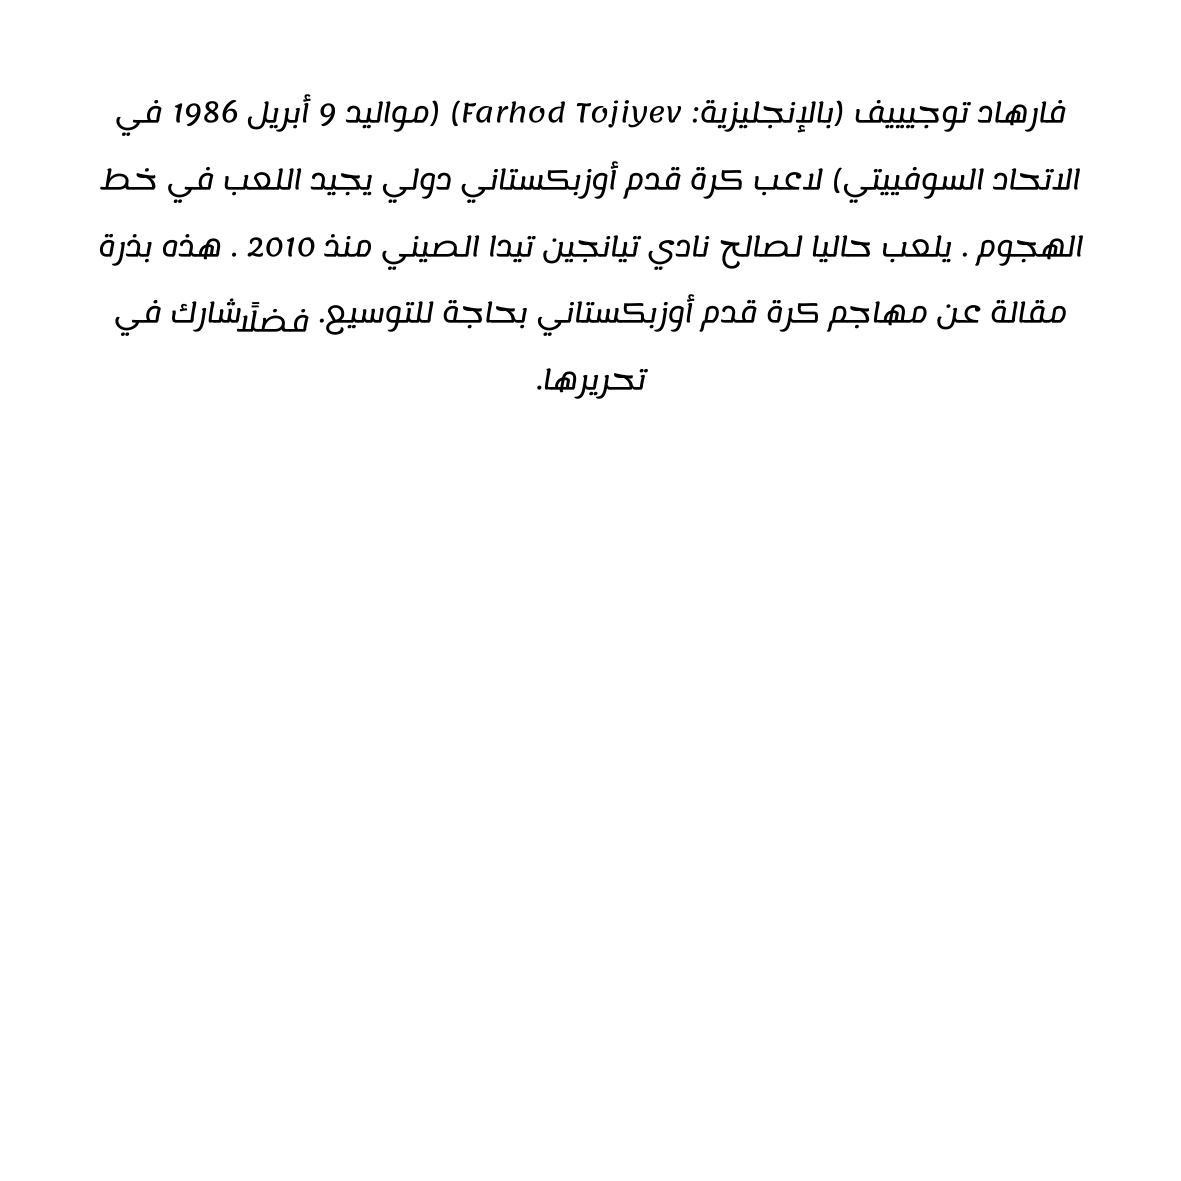 فارهاد توجيييف (بالإنجليزية: Farhod Tojiyev) (مواليد 9 أبريل 1986 في
الاتحاد السوفييتي) لاعب كرة قدم أوزبكستاني دولي يجيد اللعب في خط
الهجوم . يلعب حاليا لصالح نادي تيانجين تيدا الصيني منذ 2010 . هذه بذرة
مقالة عن مهاجم كرة قدم أوزبكستاني بحاجة للتوسيع. فضلًا شارك في
تحريرها.